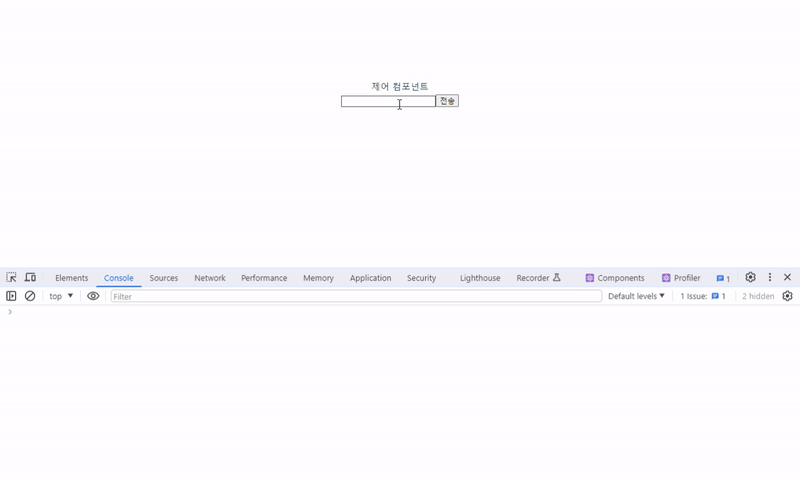 제어 컴포넌트
전송
Elements Console Sources Network Performance Memory Application Security Lighthouse Recorder Components Profiler 1
top Filter Default levels 1 Issue: 1 2 hidden